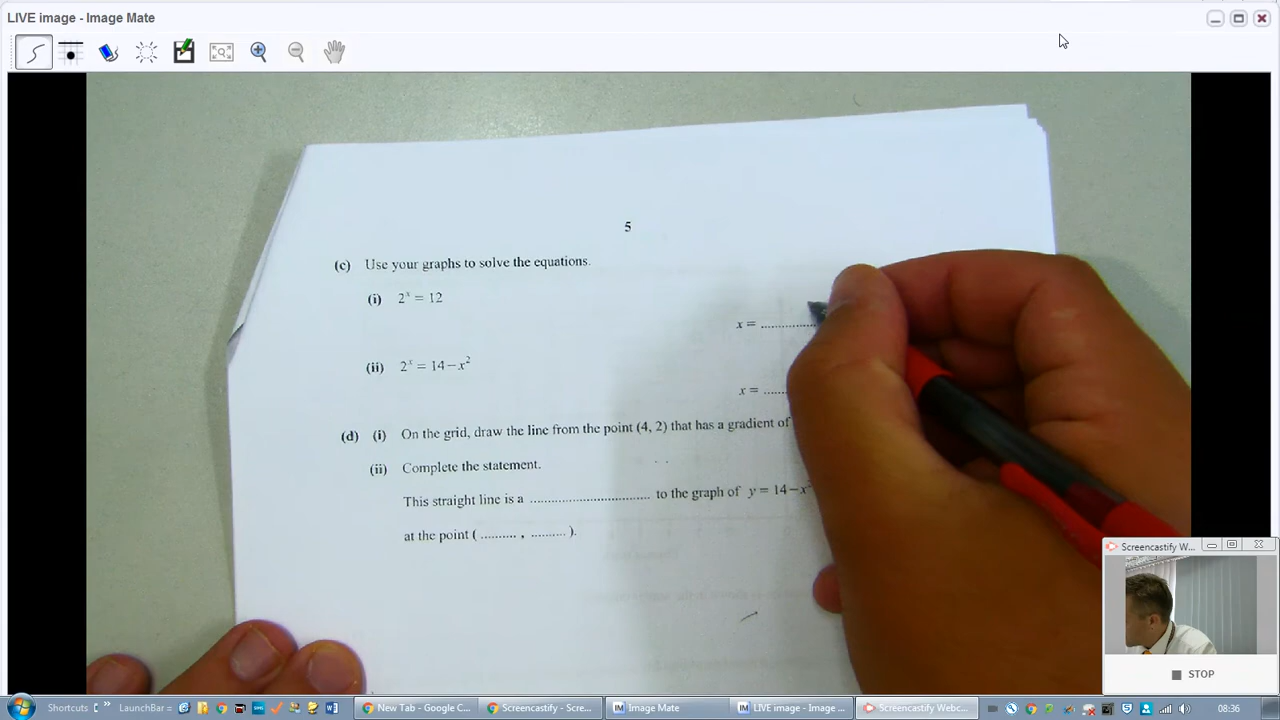 LIVE image - Image Mate
5
(c) Use your graphs to solve the equations.
(i) 2ˣ = 12
x = ...............
(ii) 2ˣ = 14 – x²
x = ......
(d) (i) On the grid, draw the line from the point (4, 2) that has a gradient of
(ii) Complete the statement.
This straight line is a ................................ to the graph of y = 14 – x²
at the point ( .......... , .......... ).
Screencastify W...
STOP
Shortcuts
LaunchBar
New Tab - Google C...
Screencastify - Scre...
Image Mate
LIVE image - Image ...
Screencastify Webc...
08:36